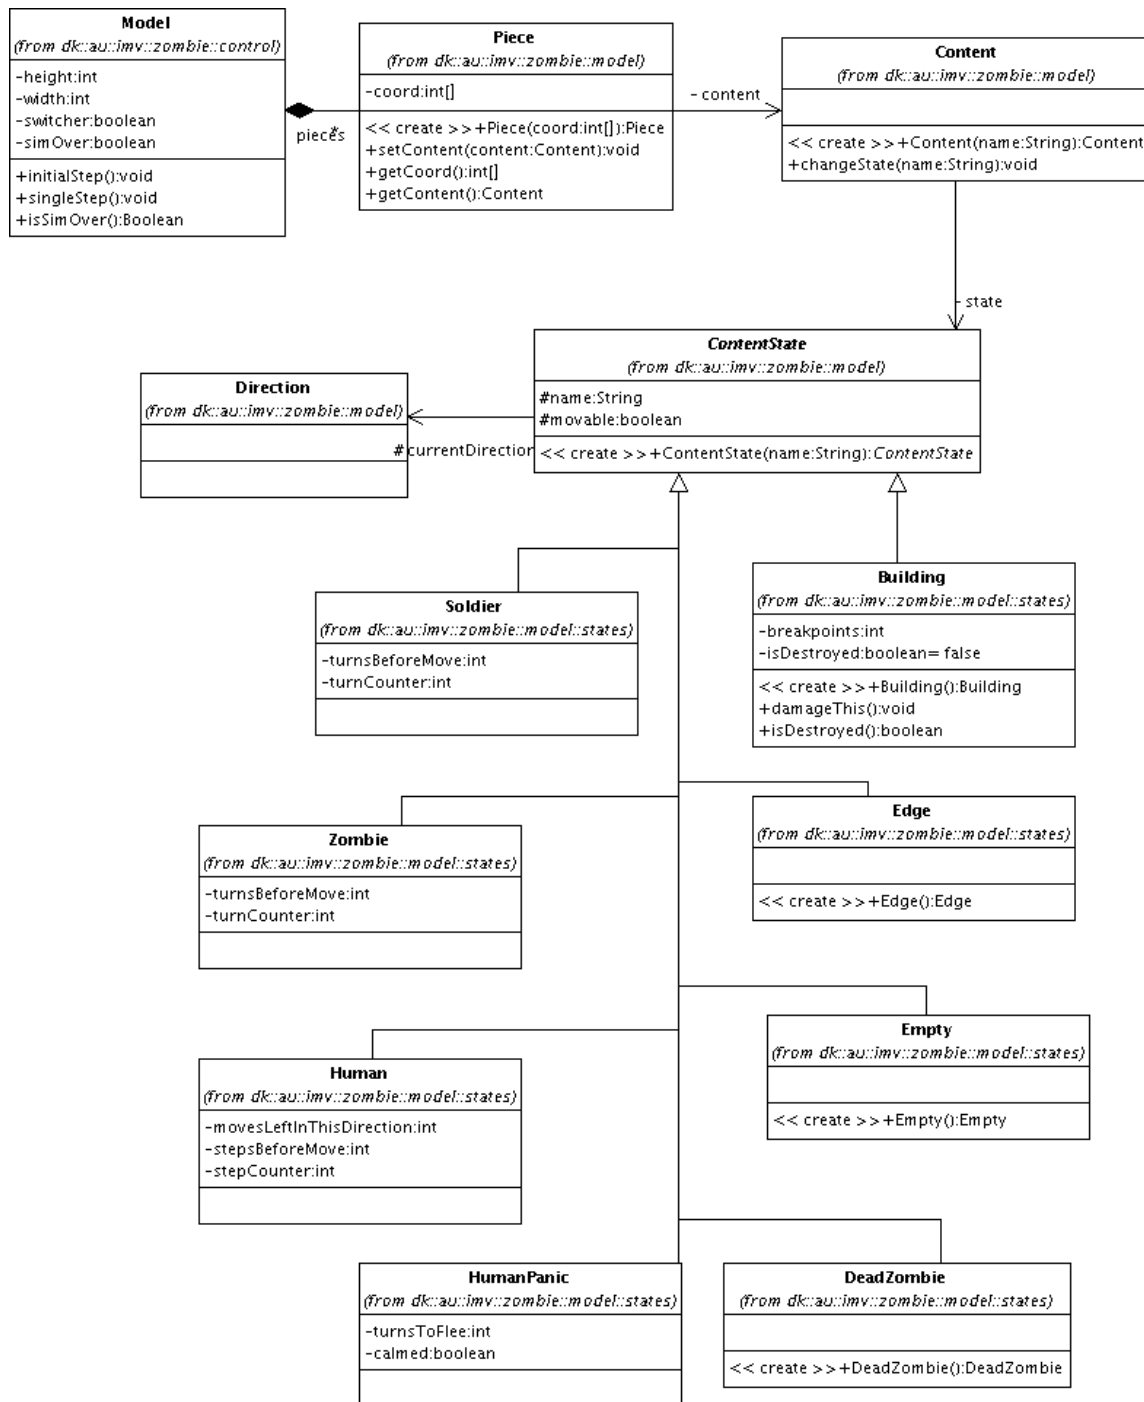 Model
(from dk::au::imv::zombie::control)
-height:int
-width:int
-switcher:boolean
-simOver:boolean
+initialStep():void
+singleStep():void
+isSimOver():Boolean
pieces
*
Piece
(from dk::au::imv::zombie::model)
-coord:int[]
<< create >>+Piece(coord:int[]):Piece
+setContent(content:Content):void
+getCoord():int[]
+getContent():Content
- content
Content
(from dk::au::imv::zombie::model)
<< create >>+Content(name:String):Content
+changeState(name:String):void
- state
ContentState
(from dk::au::imv::zombie::model)
#name:String
#movable:boolean
<< create >>+ContentState(name:String):ContentState
Direction
(from dk::au::imv::zombie::model)
# currentDirection
Soldier
(from dk::au::imv::zombie::model::states)
-turnsBeforeMove:int
-turnCounter:int
Building
(from dk::au::imv::zombie::model::states)
-breakpoints:int
-isDestroyed:boolean= false
<< create >>+Building():Building
+damageThis():void
+isDestroyed():boolean
Zombie
(from dk::au::imv::zombie::model::states)
-turnsBeforeMove:int
-turnCounter:int
Edge
(from dk::au::imv::zombie::model::states)
<< create >>+Edge():Edge
Human
(from dk::au::imv::zombie::model::states)
-movesLeftInThisDirection:int
-stepsBeforeMove:int
-stepCounter:int
Empty
(from dk::au::imv::zombie::model::states)
<< create >>+Empty():Empty
HumanPanic
(from dk::au::imv::zombie::model::states)
-turnsToFlee:int
-calmed:boolean
DeadZombie
(from dk::au::imv::zombie::model::states)
<< create >>+DeadZombie():DeadZombie